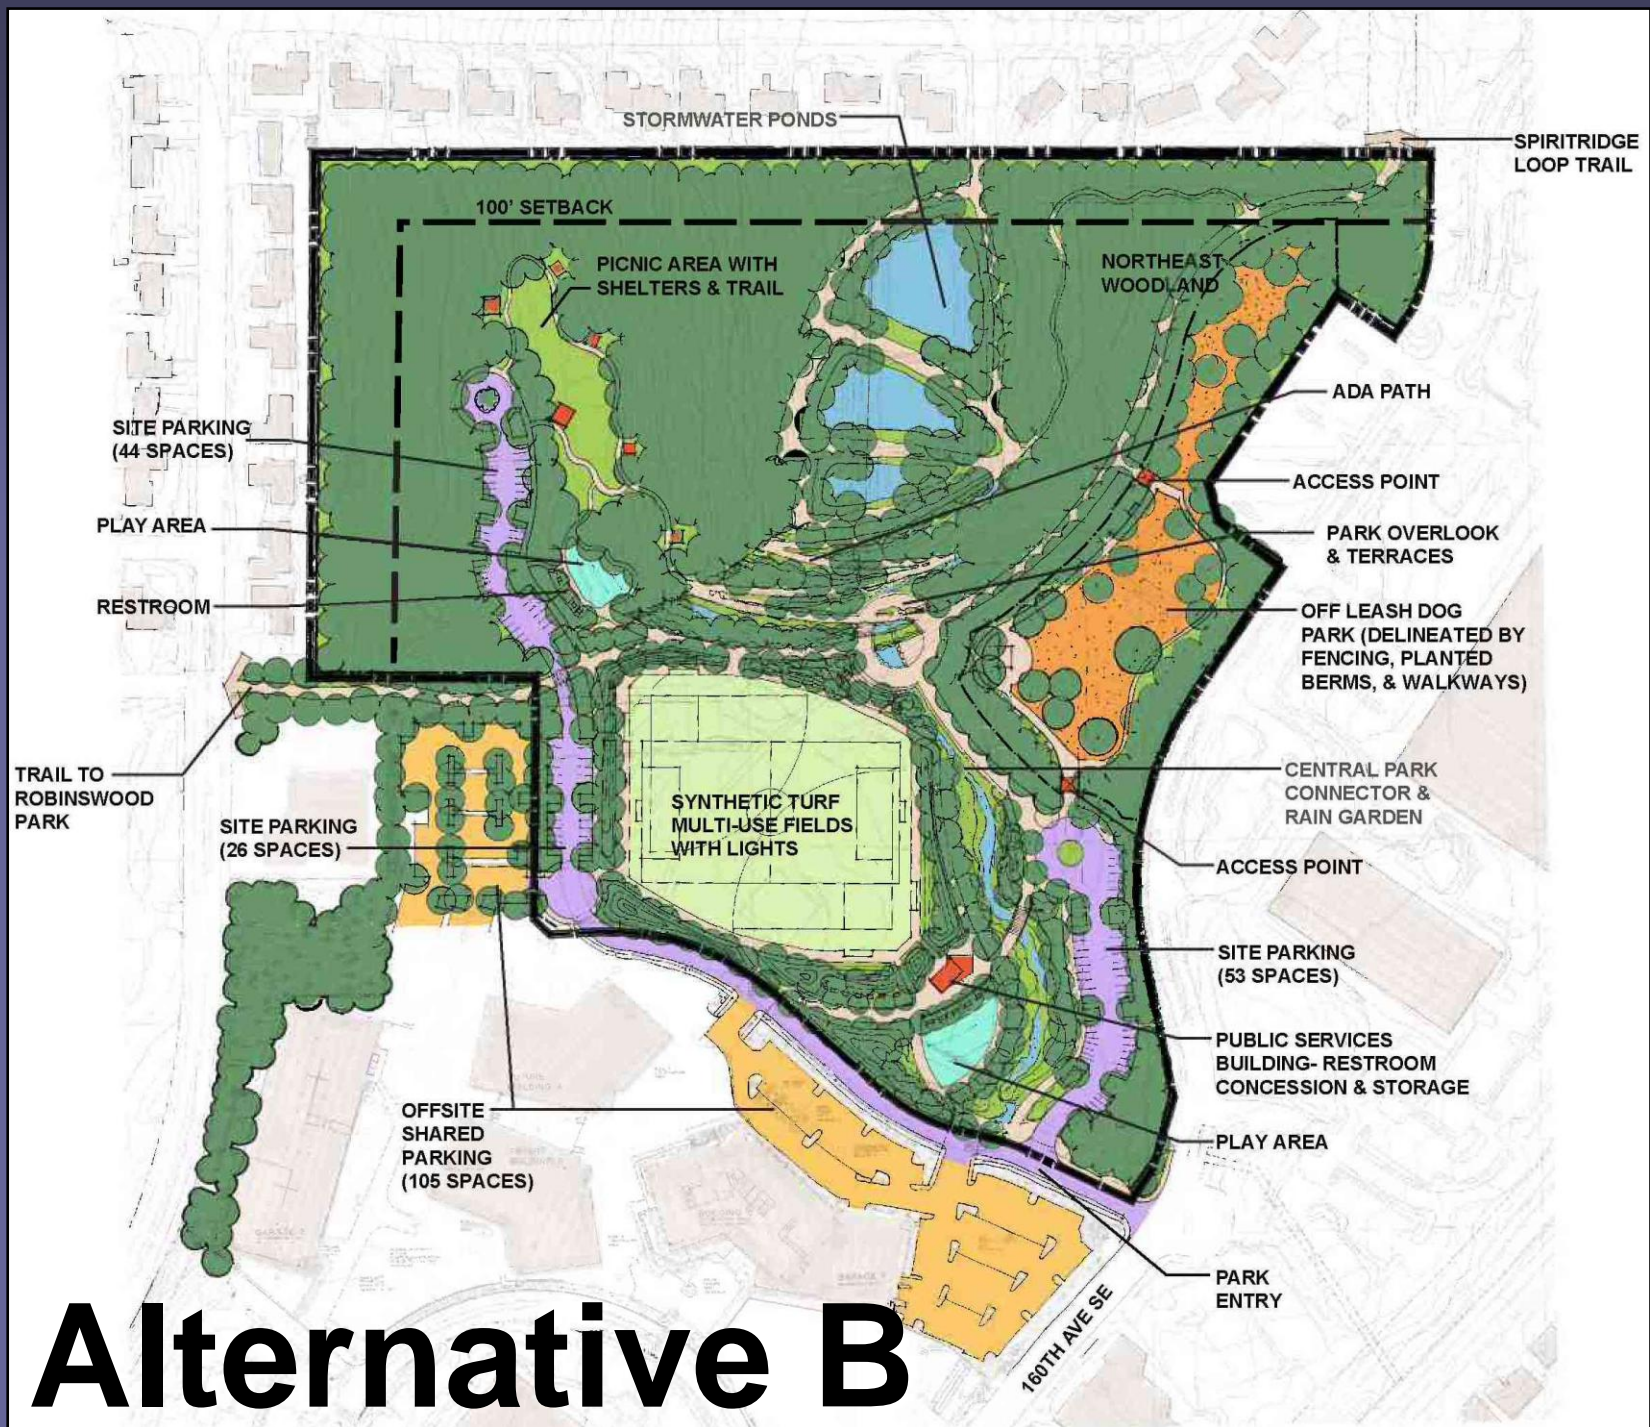 STORMWATER PONDS
SPIRITRIDGE
LOOP TRAIL
100' SETBACK
PICNIC AREA WITH
SHELTERS & TRAIL
NORTHEAST
WOODLAND
ADA PATH
SITE PARKING
(44 SPACES)
ACCESS POINT
PLAY AREA
PARK OVERLOOK
& TERRACES
RESTROOM
OFF LEASH DOG
PARK (DELINEATED BY
FENCING, PLANTED
BERMS, & WALKWAYS)
TRAIL TO
ROBINSWOOD
PARK
CENTRAL PARK
CONNECTOR &
RAIN GARDEN
SYNTHETIC TURF
MULTI-USE FIELDS
WITH LIGHTS
SITE PARKING
(26 SPACES)
ACCESS POINT
SITE PARKING
(53 SPACES)
PUBLIC SERVICES
BUILDING- RESTROOM
CONCESSION & STORAGE
OFFSITE
SHARED
PARKING
(105 SPACES)
PLAY AREA
PARK
ENTRY
160TH AVE SE
Alternative B